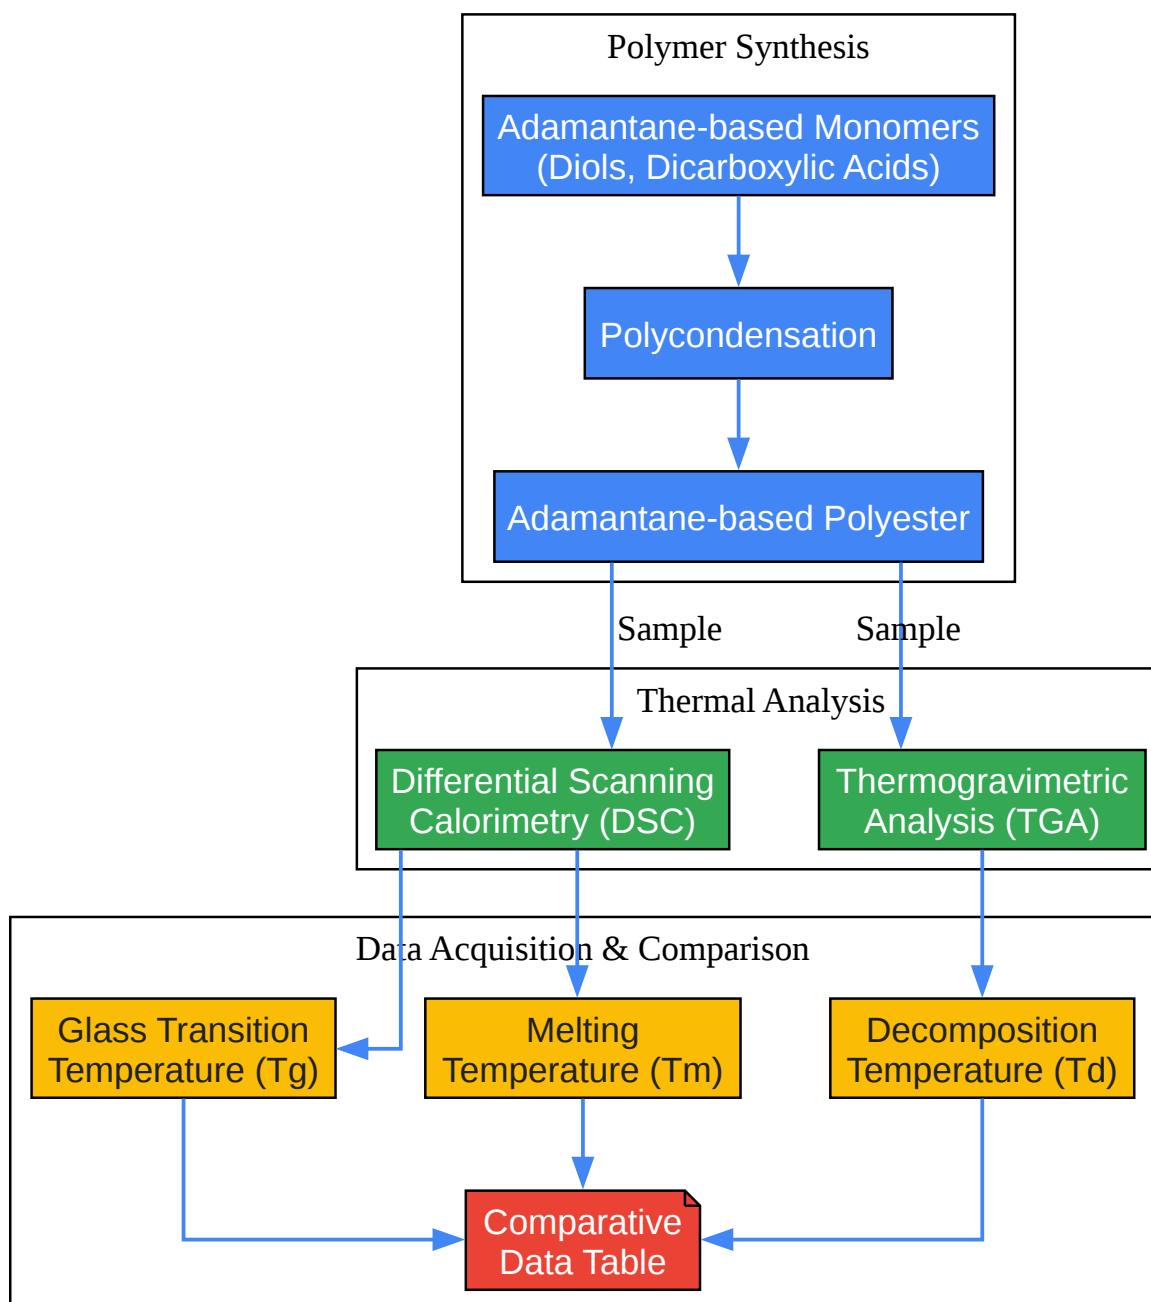 Polymer Synthesis
Adamantane-based Monomers
(Diols, Dicarboxylic Acids)
Polycondensation
Adamantane-based Polyester
Sample
Sample
Thermal Analysis
Differential Scanning
Calorimetry (DSC)
Thermogravimetric
Analysis (TGA)
Data Acquisition & Comparison
Glass Transition
Temperature (Tg)
Melting
Temperature (Tm)
Decomposition
Temperature (Td)
Comparative
Data Table